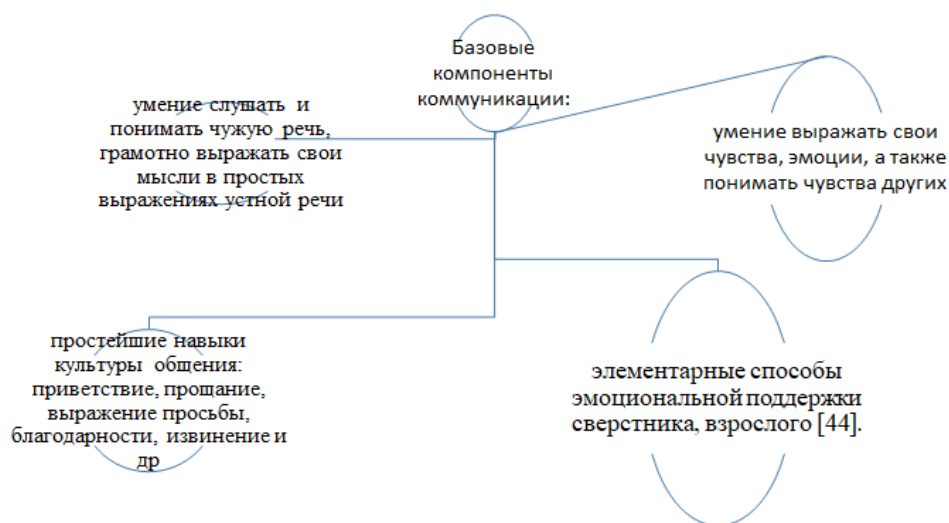 Базовые
компоненты
коммуникации:
умение слушать и
понимать чужую речь,
грамотно выражать свои
мысли в простых
выражениях устной речи
умение выражать свои
чувства, эмоции, а также
понимать чувства других
простейшие навыки
культуры общения:
приветствие, прощание,
выражение просьбы,
благодарности, извинение и
др
элементарные способы
эмоциональной поддержки
сверстника, взрослого [44].